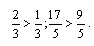 2/3 > 1/3; 17/5 > 9/5.